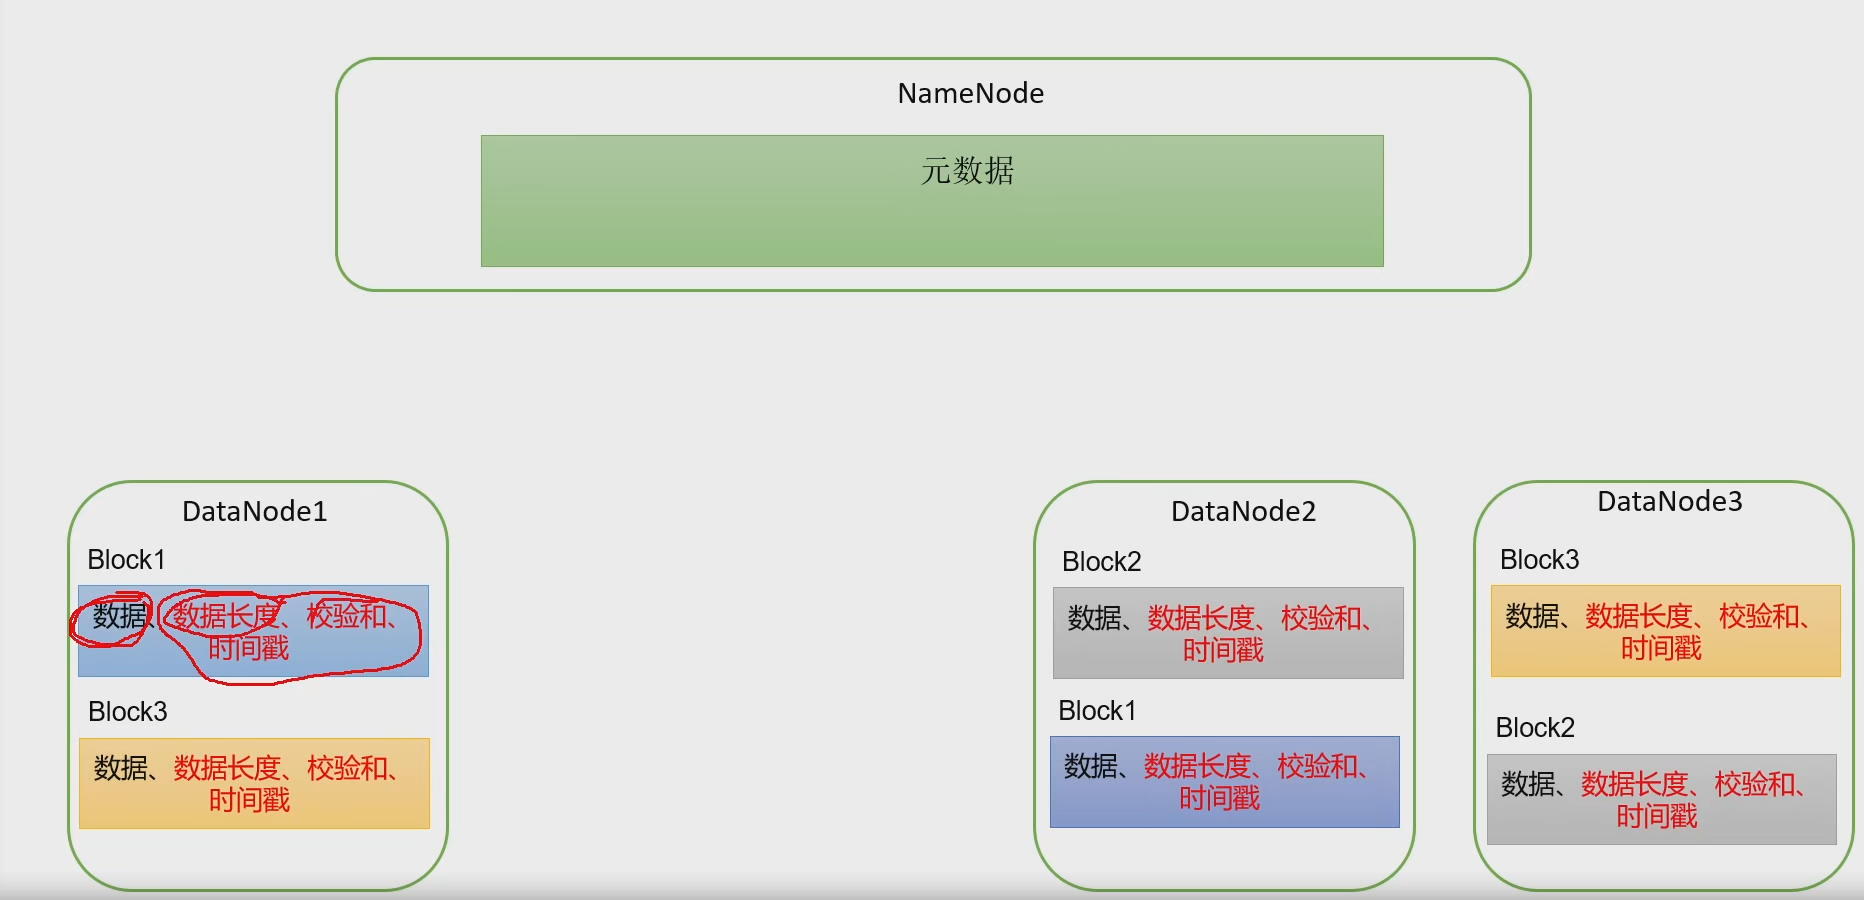 NameNode
元数据
DataNode1
Block1
数据、数据长度、校验和、
时间戳
Block3
数据、数据长度、校验和、
时间戳
DataNode2
Block2
数据、数据长度、校验和、
时间戳
Block1
数据、数据长度、校验和、
时间戳
DataNode3
Block3
数据、数据长度、校验和、
时间戳
Block2
数据、数据长度、校验和、
时间戳